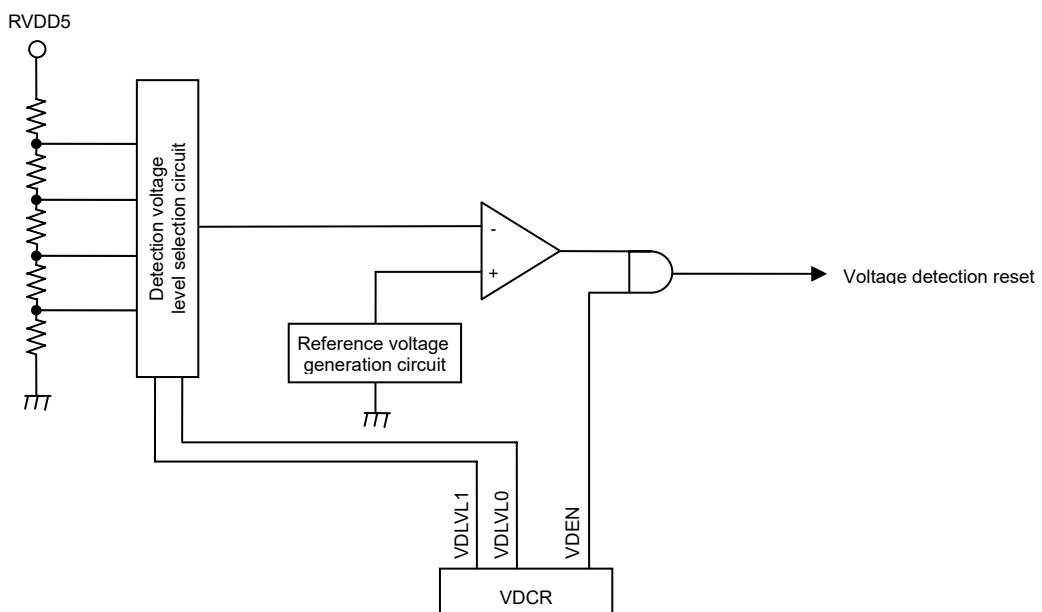 RVDD5
Detection voltage
level selection circuit
-
+
Voltage detection reset
Reference voltage
generation circuit
VDLVL1
VDLVL0
VDEN
VDCR